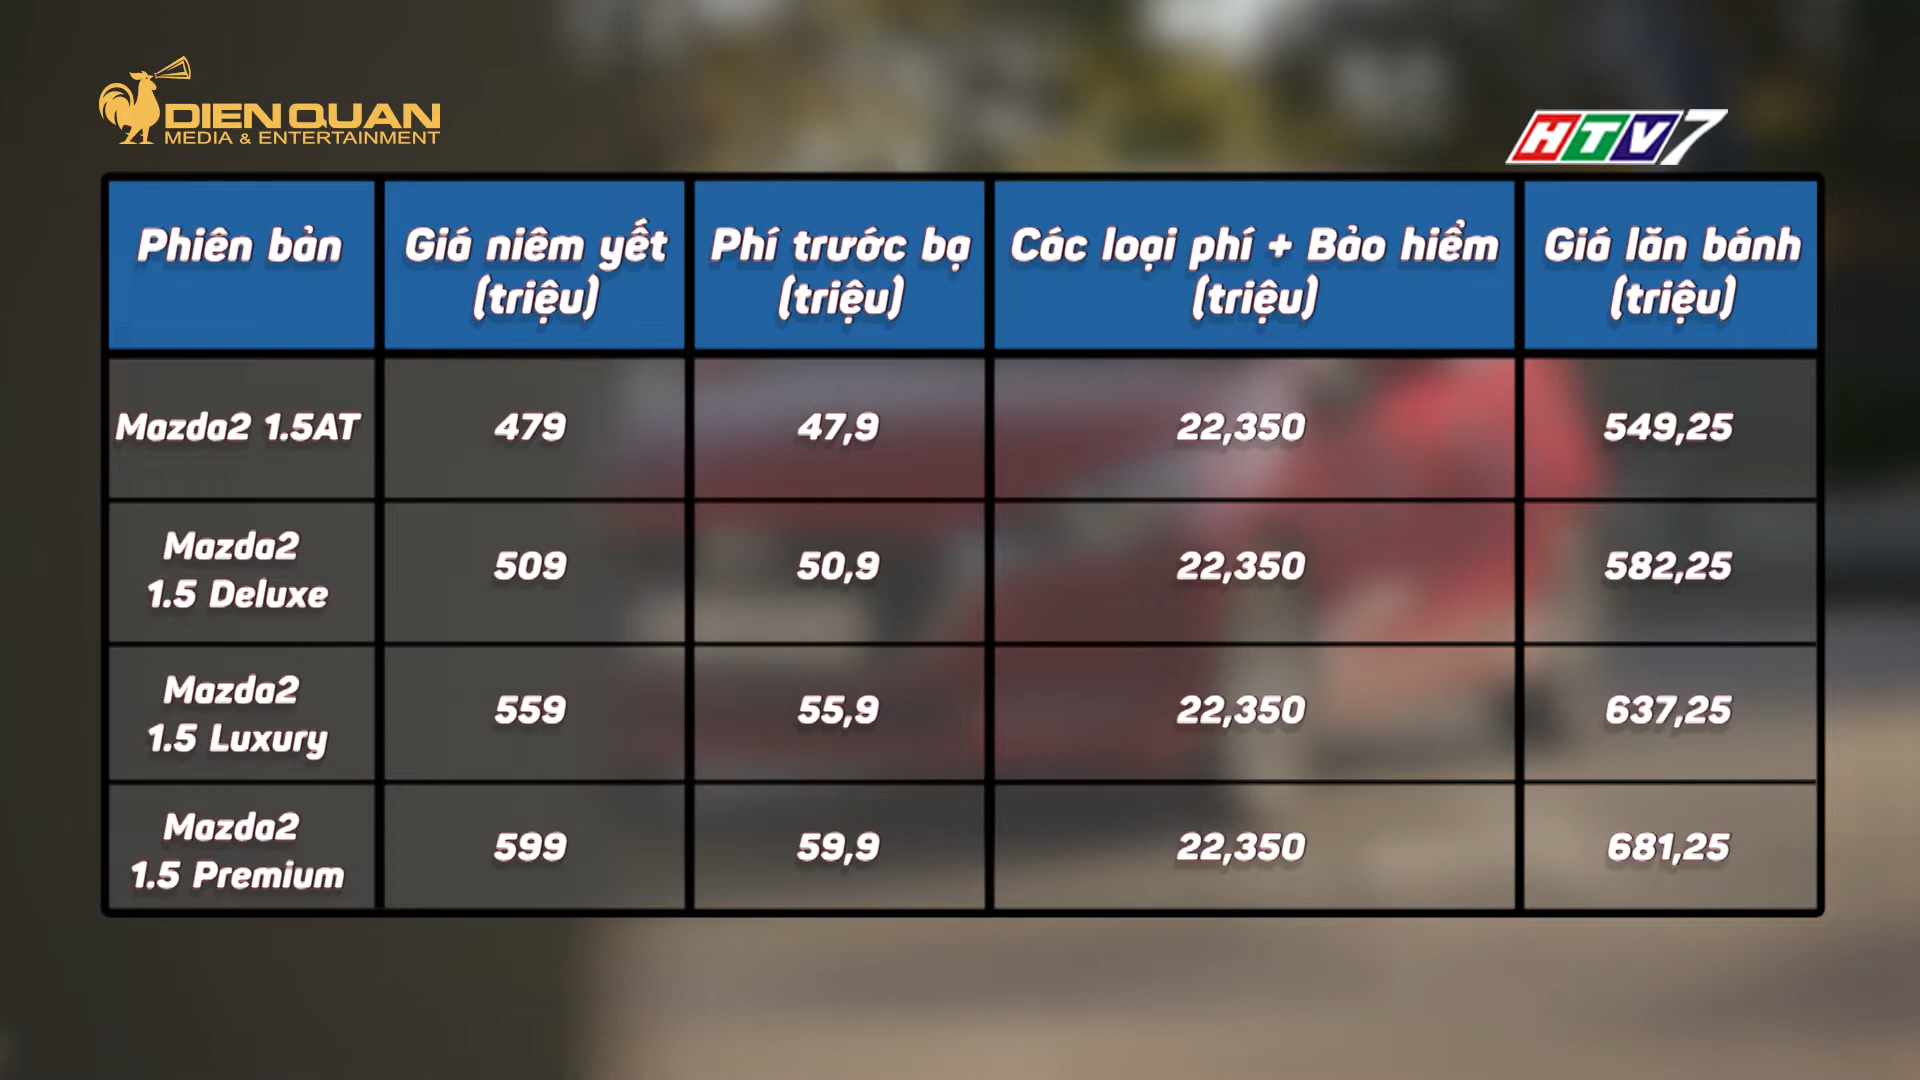 DIEN QUAN
MEDIA & ENTERTAINMENT
HTV7
Phiên bản
Giá niêm yết
(triệu)
Phí trước bạ
(triệu)
Các loại phí + Bảo hiểm
(triệu)
Giá lăn bánh
(triệu)
Mazda2 1.5AT
479
47,9
22,350
549,25
Mazda2
1.5 Deluxe
509
50,9
22,350
582,25
Mazda2
1.5 Luxury
559
55,9
22,350
637,25
Mazda2
1.5 Premium
599
59,9
22,350
681,25